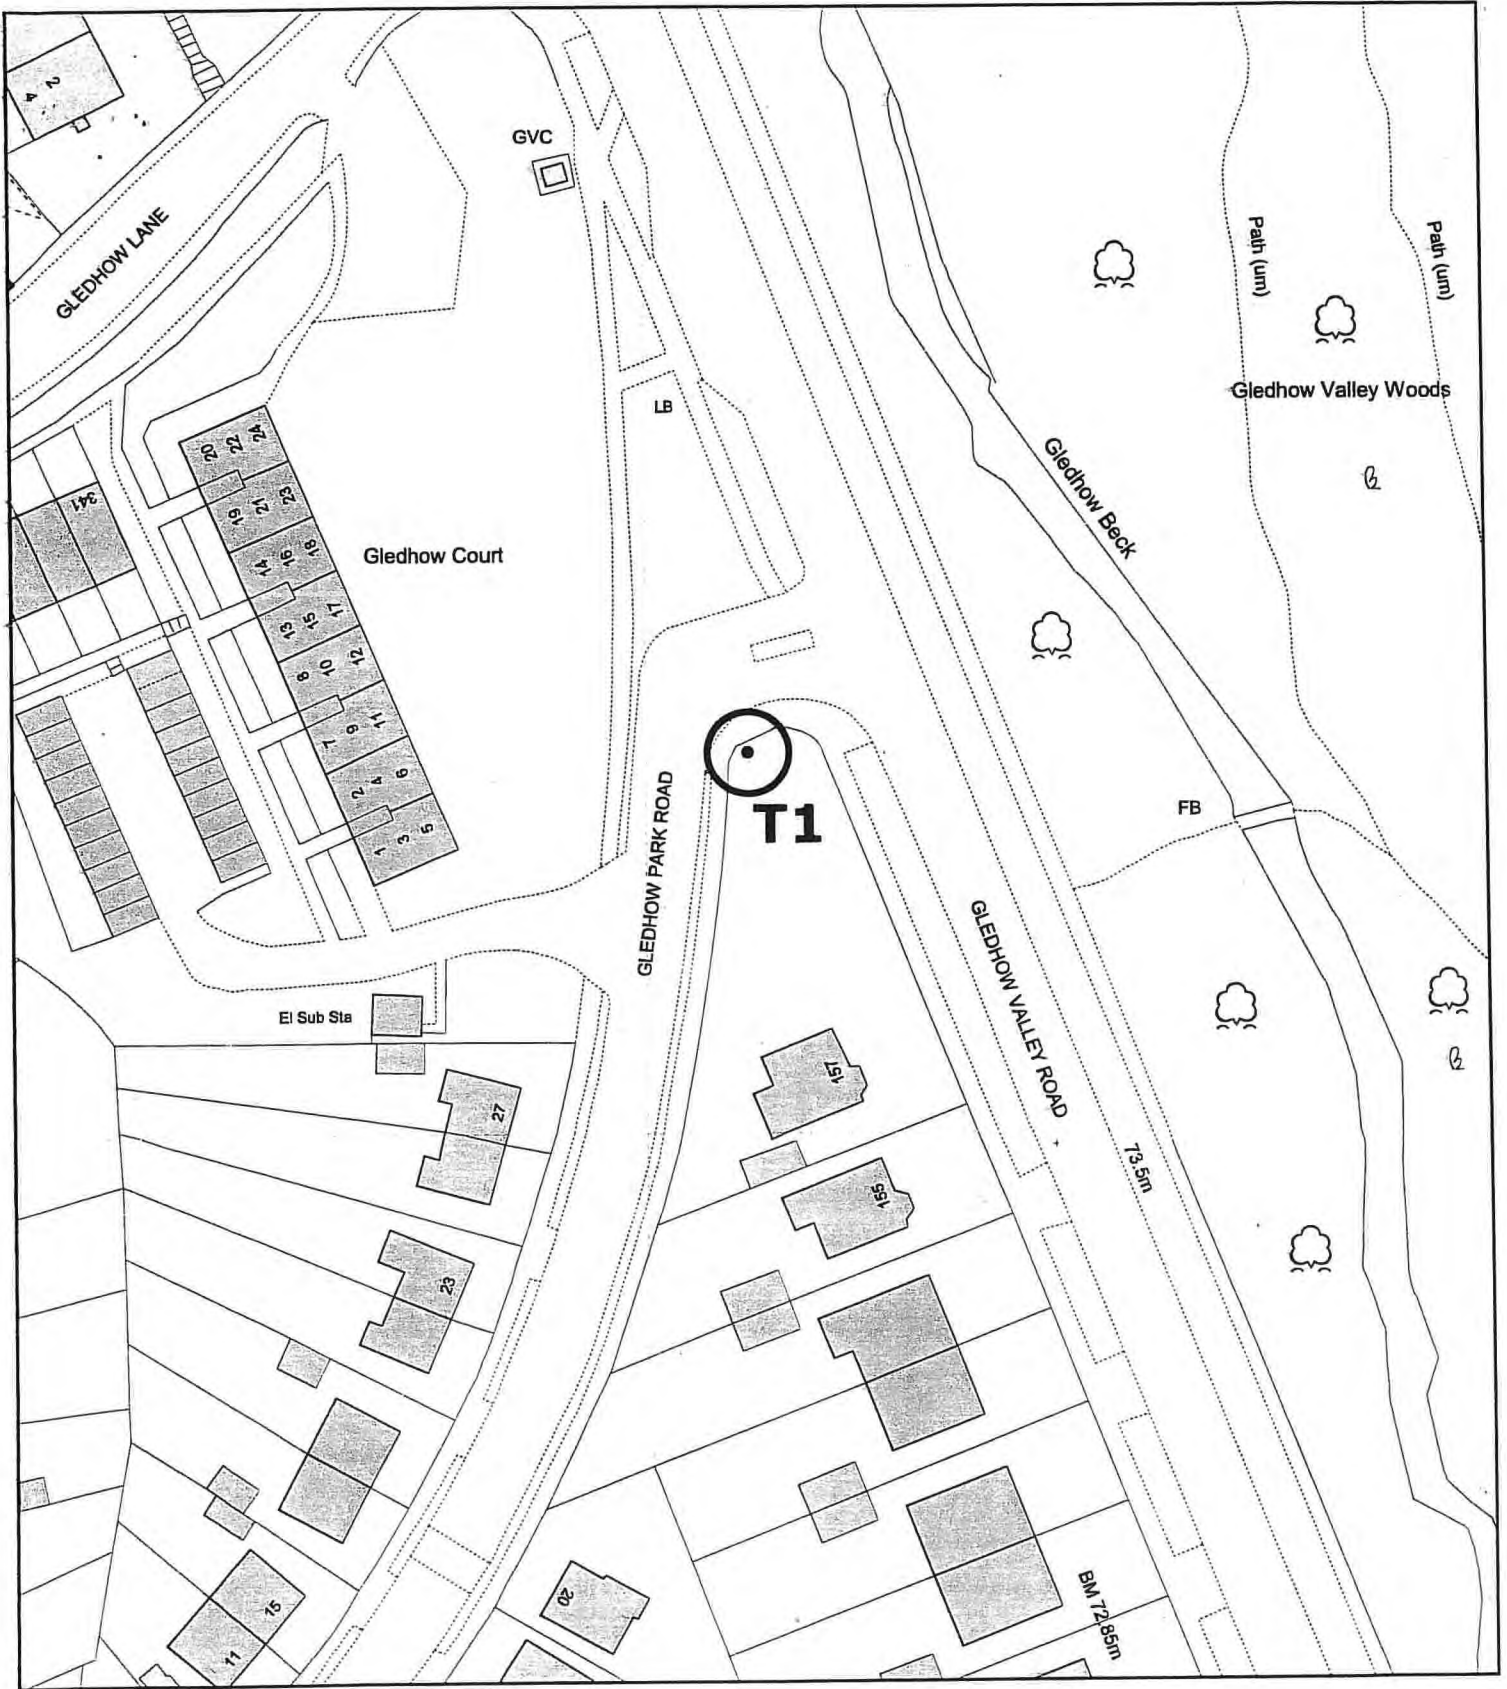 2
4
GLEDHOW LANE
GVC
Path (um)
Path (um)
Gledhow Valley Woods
LB
Gledhow Beck
341
20
22
24
19
21
23
14
16
18
Gledhow Court
13
15
17
8
10
12
7
9
11
2
4
6
1
3
5
T1
GLEDHOW PARK ROAD
FB
GLEDHOW VALLEY ROAD
El Sub Sta
27
157
155
73.5m
23
20
15
11
BM 72.85m